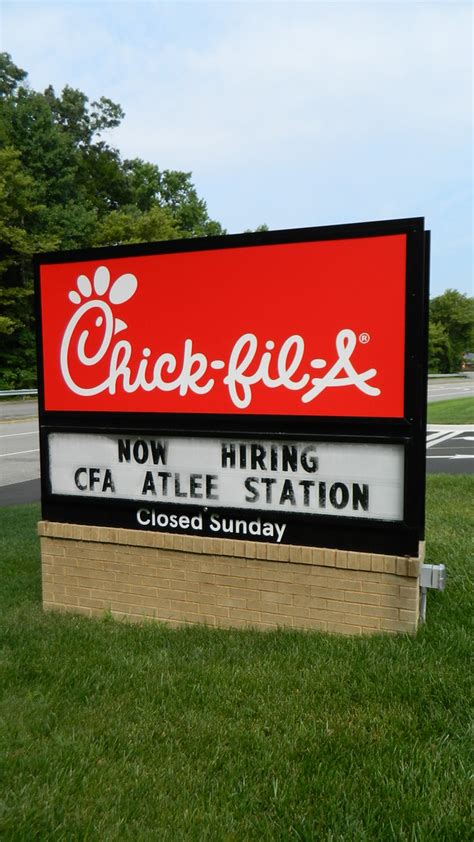 Chick-fil-A®
NOW HIRING
CFA ATLEE STATION
Closed Sunday